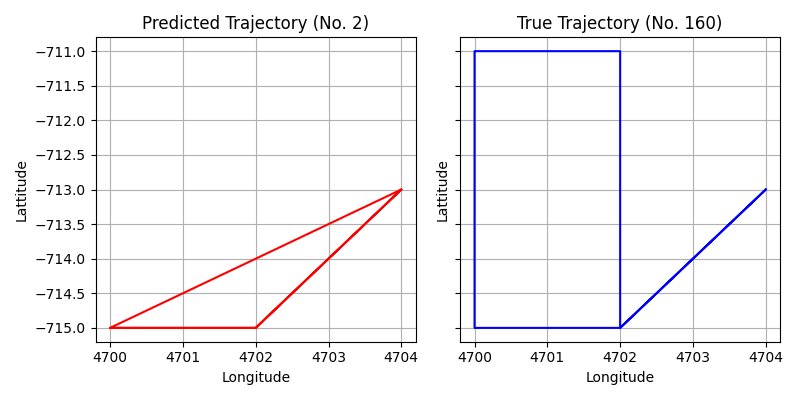 Predicted Trajectory (No. 2)
−711.0
−711.5
−712.0
−712.5
−713.0
−713.5
−714.0
−714.5
−715.0
Lattitude
4700 4701 4702 4703 4704
Longitude
True Trajectory (No. 160)
Lattitude
4700 4701 4702 4703 4704
Longitude